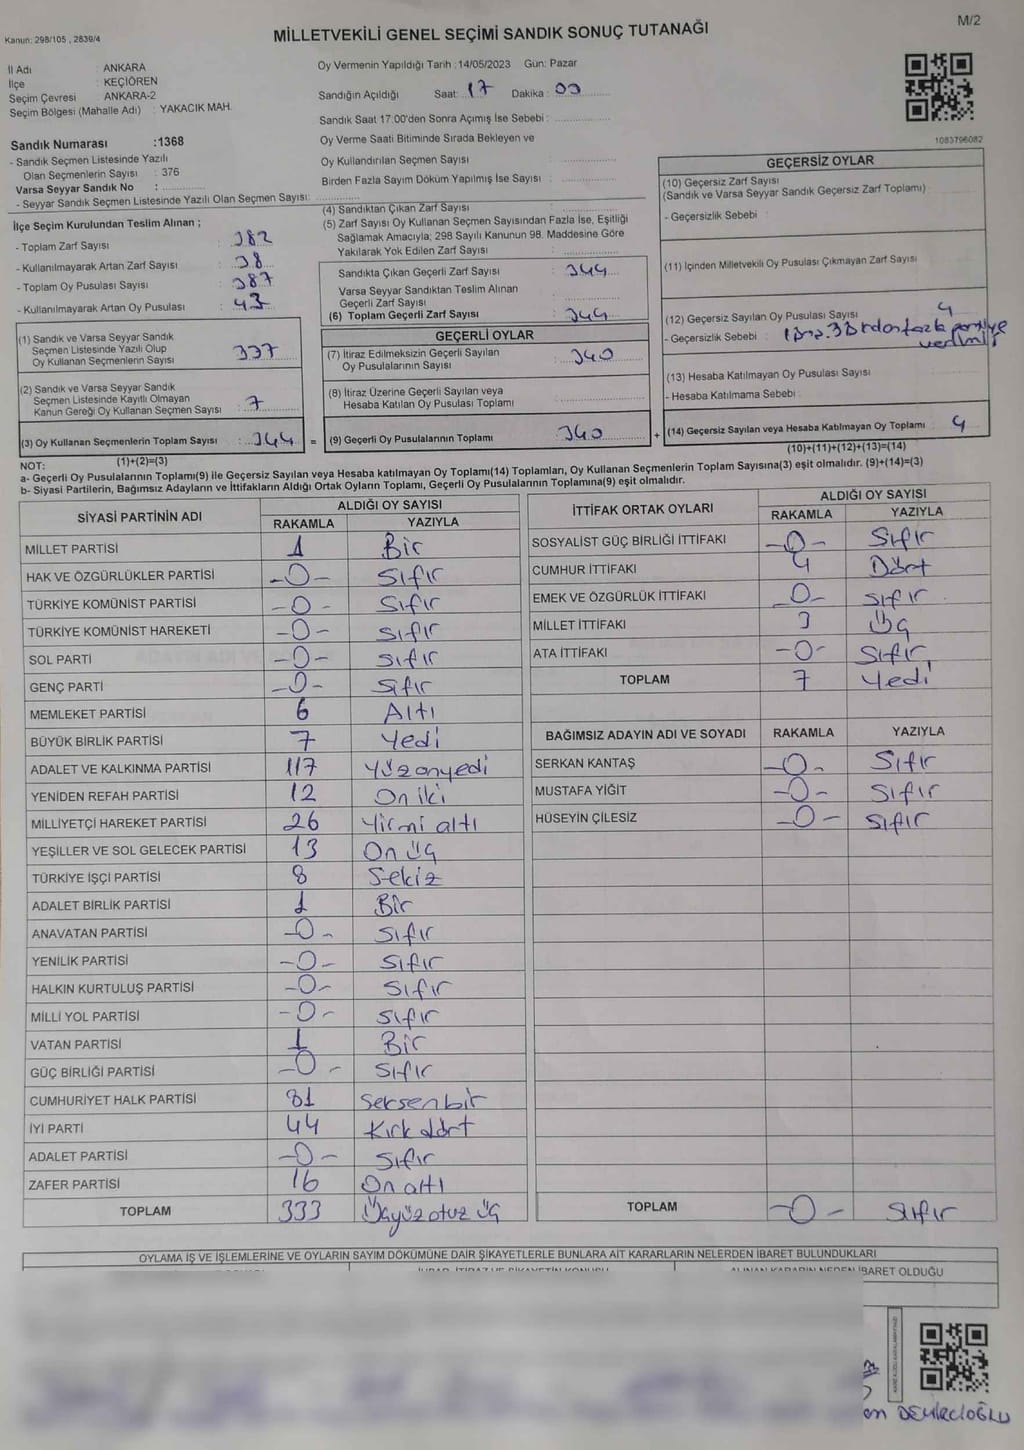 M/2
Kanun: 298/105 , 2839/4
MİLLETVEKİLİ GENEL SEÇİMİ SANDIK SONUÇ TUTANAĞI
İl Adı ANKARA
İlçe : KEÇİÖREN
Seçim Çevresi : ANKARA-2
Seçim Bölgesi (Mahalle Adı) : YAKACIK MAH.
Oy Vermenin Yapıldığı Tarih :14/05/2023 Gün: Pazar
Sandığın Açıldığı Saat: 17 Dakika : 00
Sandık Saat 17:00'den Sonra Açımış İse Sebebi :
Oy Verme Saati Bitiminde Sırada Bekleyen ve
Oy Kullandırılan Seçmen Sayısı :
Birden Fazla Sayım Döküm Yapılmış İse Sayısı :
1083796082
Sandık Numarası :1368
- Sandık Seçmen Listesinde Yazılı
Olan Seçmenlerin Sayısı : 376
Varsa Seyyar Sandık No :
- Seyyar Sandık Seçmen Listesinde Yazılı Olan Seçmen Sayısı:
İlçe Seçim Kurulundan Teslim Alınan ;
- Toplam Zarf Sayısı : 382
- Kullanılmayarak Artan Zarf Sayısı : 38
- Toplam Oy Pusulası Sayısı : 387
- Kullanılmayarak Artan Oy Pusulası : 43
(1) Sandık ve Varsa Seyyar Sandık
Seçmen Listesinde Yazılı Olup
Oy Kullanan Seçmenlerin Sayısı 337
(2) Sandık ve Varsa Seyyar Sandık
Seçmen Listesinde Kayıtlı Olmayan
Kanun Gereği Oy Kullanan Seçmen Sayısı : 7
(3) Oy Kullanan Seçmenlerin Toplam Sayısı : 344 =
(1)+(2)=(3)
(4) Sandıktan Çıkan Zarf Sayısı :
(5) Zarf Sayısı Oy Kullanan Seçmen Sayısından Fazla İse, Eşitliği
Sağlamak Amacıyla; 298 Sayılı Kanunun 98. Maddesine Göre
Yakılarak Yok Edilen Zarf Sayısı :
Sandıkta Çıkan Geçerli Zarf Sayısı : 344
Varsa Seyyar Sandıktan Teslim Alınan
Geçerli Zarf Sayısı
(6) Toplam Geçerli Zarf Sayısı : 344
GEÇERLİ OYLAR
(7) İtiraz Edilmeksizin Geçerli Sayılan
Oy Pusulalarının Sayısı : 340
(8) İtiraz Üzerine Geçerli Sayılan veya
Hesaba Katılan Oy Pusulası Toplamı :
(9) Geçerli Oy Pusulalarının Toplamı : 340 +
GEÇERSİZ OYLAR
(10) Geçersiz Zarf Sayısı
(Sandık ve Varsa Seyyar Sandık Geçersiz Zarf Toplamı) :
- Geçersizlik Sebebi :
(11) İçinden Milletvekili Oy Pusulası Çıkmayan Zarf Sayısı :
(12) Geçersiz Sayılan Oy Pusulası Sayısı : 4
- Geçersizlik Sebebi :
(13) Hesaba Katılmayan Oy Pusulası Sayısı :
- Hesaba Katılmama Sebebi :
(14) Geçersiz Sayılan veya Hesaba Katılmayan Oy Toplamı : 4
(10)+(11)+(12)+(13)=(14)
NOT:
a- Geçerli Oy Pusulalarının Toplamı(9) ile Geçersiz Sayılan veya Hesaba katılmayan Oy Toplamı(14) Toplamları, Oy Kullanan Seçmenlerin Toplam Sayısına(3) eşit olmalıdır. (9)+(14)=(3)
b- Siyasi Partilerin, Bağımsız Adayların ve İttifakların Aldığı Ortak Oyların Toplamı, Geçerli Oy Pusulalarının Toplamına(9) eşit olmalıdır.
SİYASİ PARTİNİN ADI ALDIĞI OY SAYISI
RAKAMLA YAZIYLA
MİLLET PARTİSİ 1 Bir
HAK VE ÖZGÜRLÜKLER PARTİSİ -0- Sıfır
TÜRKİYE KOMÜNİST PARTİSİ -0- Sıfır
TÜRKİYE KOMÜNİST HAREKETİ -0- Sıfır
SOL PARTİ -0- Sıfır
GENÇ PARTİ -0- Sıfır
MEMLEKET PARTİSİ 6 Altı
BÜYÜK BİRLİK PARTİSİ 7 Yedi
ADALET VE KALKINMA PARTİSİ 117 Yüzonyedi
YENİDEN REFAH PARTİSİ 12 On iki
MİLLİYETÇİ HAREKET PARTİSİ 26 Yirmi altı
YEŞİLLER VE SOL GELECEK PARTİSİ 13 On üç
TÜRKİYE İŞÇİ PARTİSİ 8 Sekiz
ADALET BİRLİK PARTİSİ 1 Bir
ANAVATAN PARTİSİ -0- Sıfır
YENİLİK PARTİSİ -0- Sıfır
HALKIN KURTULUŞ PARTİSİ -0- Sıfır
MİLLİ YOL PARTİSİ -0- Sıfır
VATAN PARTİSİ 1 Bir
GÜÇ BİRLİĞİ PARTİSİ -0- Sıfır
CUMHURİYET HALK PARTİSİ 81 Seksenbir
İYİ PARTİ 44 Kırk dört
ADALET PARTİSİ -0- Sıfır
ZAFER PARTİSİ 16 On altı
TOPLAM 333 Üçyüzotuz üç
İTTİFAK ORTAK OYLARI ALDIĞI OY SAYISI
RAKAMLA YAZIYLA
SOSYALİST GÜÇ BİRLİĞİ İTTİFAKI -0- Sıfır
CUMHUR İTTİFAKI 4 Dört
EMEK VE ÖZGÜRLÜK İTTİFAKI -0- Sıfır
MİLLET İTTİFAKI 3 Üç
ATA İTTİFAKI -0- Sıfır
TOPLAM 7 Yedi
BAĞIMSIZ ADAYIN ADI VE SOYADI RAKAMLA YAZIYLA
SERKAN KANTAŞ -0- Sıfır
MUSTAFA YİĞİT -0- Sıfır
HÜSEYİN ÇİLESİZ -0- Sıfır
TOPLAM -0- Sıfır
OYLAMA İŞ VE İŞLEMLERİNE VE OYLARIN SAYIM DÖKÜMÜNE DAİR ŞİKAYETLERLE BUNLARA AİT KARARLARIN NELERDEN İBARET BULUNDUKLARI
ALINAN KARARIN NEDEN İBARET OLDUĞU
DEMİRCİOĞLU